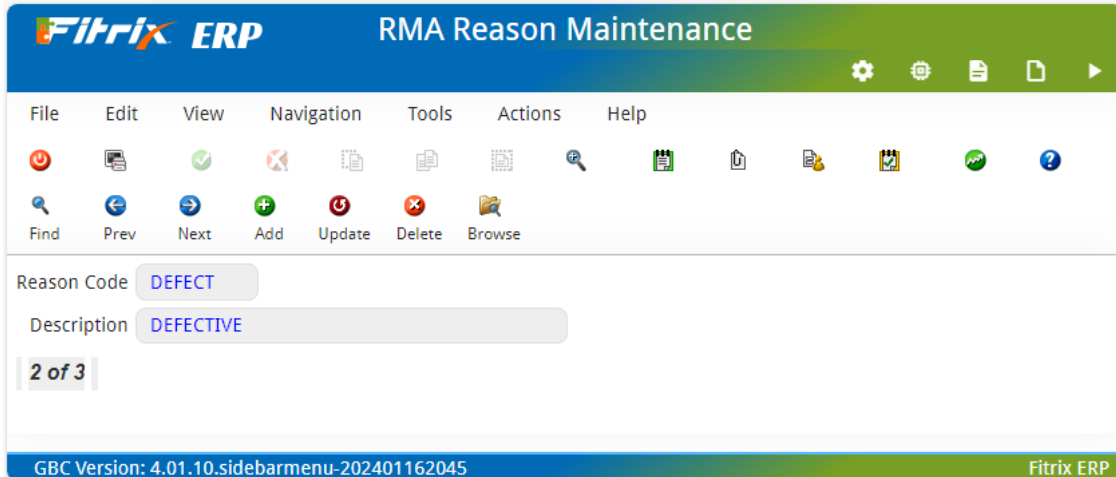 Fitrix ERP RMA Reason Maintenance
File Edit View Navigation Tools Actions Help
Find Prev Next Add Update Delete Browse
Reason Code DEFECT
Description DEFECTIVE
2 of 3
GBC Version: 4.01.10.sidebarmenu-202401162045 Fitrix ERP